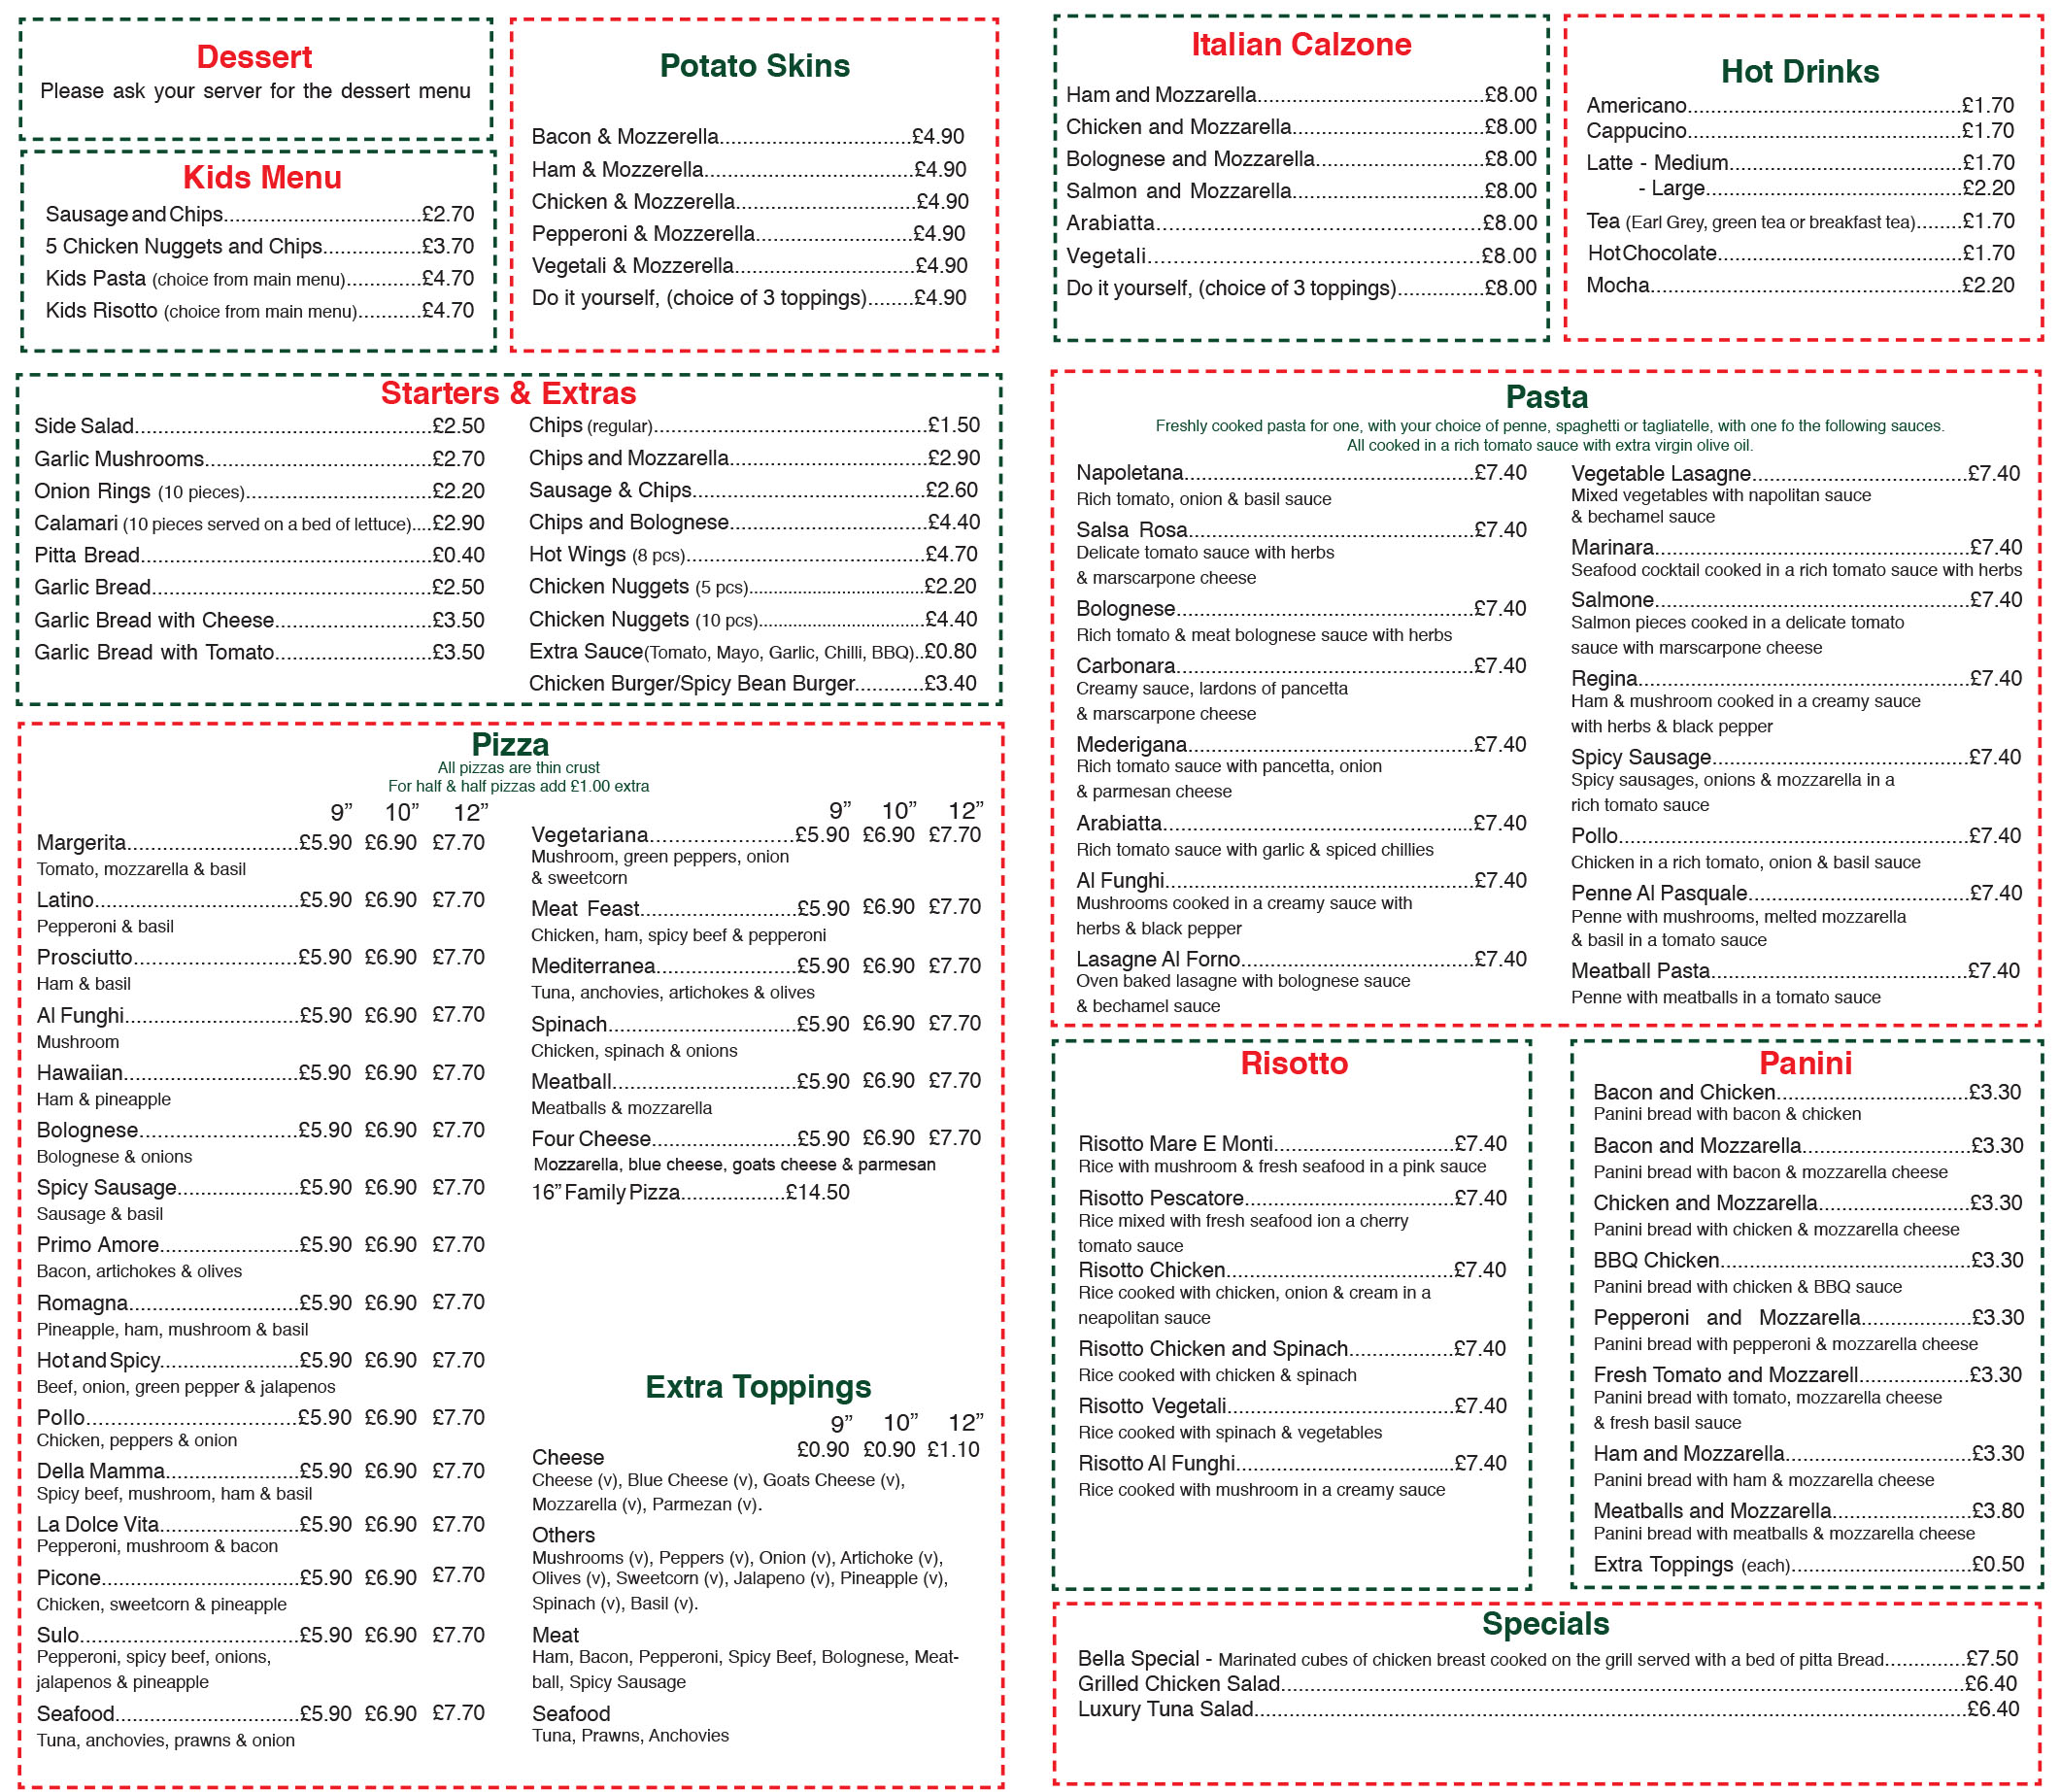 Dessert
Please ask your server for the dessert menu
Kids Menu
Sausage and Chips..................................£2.70
5 Chicken Nuggets and Chips.................£3.70
Kids Pasta (choice from main menu).............£4.70
Kids Risotto (choice from main menu)...........£4.70
Potato Skins
Bacon & Mozzerella.................................£4.90
Ham & Mozzerella.........................................£4.90
Chicken & Mozzerella...............................£4.90
Pepperoni & Mozzerella...........................£4.90
Vegetali & Mozzerella...............................£4.90
Do it yourself, (choice of 3 toppings)........£4.90
Italian Calzone
Ham and Mozzarella.......................................£8.00
Chicken and Mozzarella.................................£8.00
Bolognese and Mozzarella.............................£8.00
Salmon and Mozzarella.................................£8.00
Arabiatta........................................................£8.00
Vegetali.........................................................£8.00
Do it yourself, (choice of 3 toppings)...............£8.00
Hot Drinks
Americano...............................................£1.70
Cappucino...............................................£1.70
Latte - Medium........................................£1.70
- Large............................................£2.20
Tea (Earl Grey, green tea or breakfast tea)........£1.70
Hot Chocolate..........................................£1.70
Mocha......................................................£2.20
Starters & Extras
Side Salad...................................................£2.50
Garlic Mushrooms.......................................£2.70
Onion Rings (10 pieces)................................£2.20
Calamari (10 pieces served on a bed of lettuce)....£2.90
Pitta Bread..................................................£0.40
Garlic Bread................................................£2.50
Garlic Bread with Cheese...........................£3.50
Garlic Bread with Tomato...........................£3.50
Chips (regular)...............................................£1.50
Chips and Mozzarella..................................£2.90
Sausage & Chips........................................£2.60
Chips and Bolognese..................................£4.40
Hot Wings (8 pcs).........................................£4.70
Chicken Nuggets (5 pcs)....................................£2.20
Chicken Nuggets (10 pcs)..................................£4.40
Extra Sauce(Tomato, Mayo, Garlic, Chilli, BBQ)..£0.80
Chicken Burger/Spicy Bean Burger............£3.40
Pizza
All pizzas are thin crust
For half & half pizzas add £1.00 extra
9” 10” 12”
Margerita.............................£5.90 £6.90 £7.70
Tomato, mozzarella & basil
Latino...................................£5.90 £6.90 £7.70
Pepperoni & basil
Prosciutto............................£5.90 £6.90 £7.70
Ham & basil
Al Funghi..............................£5.90 £6.90 £7.70
Mushroom
Hawaiian..............................£5.90 £6.90 £7.70
Ham & pineapple
Bolognese...........................£5.90 £6.90 £7.70
Bolognese & onions
Spicy Sausage.....................£5.90 £6.90 £7.70
Sausage & basil
Primo Amore........................£5.90 £6.90 £7.70
Bacon, artichokes & olives
Romagna.............................£5.90 £6.90 £7.70
Pineapple, ham, mushroom & basil
Hot and Spicy........................£5.90 £6.90 £7.70
Beef, onion, green pepper & jalapenos
Pollo....................................£5.90 £6.90 £7.70
Chicken, peppers & onion
Della Mamma.......................£5.90 £6.90 £7.70
Spicy beef, mushroom, ham & basil
La Dolce Vita........................£5.90 £6.90 £7.70
Pepperoni, mushroom & bacon
Picone..................................£5.90 £6.90 £7.70
Chicken, sweetcorn & pineapple
Sulo......................................£5.90 £6.90 £7.70
Pepperoni, spicy beef, onions,
jalapenos & pineapple
Seafood................................£5.90 £6.90 £7.70
Tuna, anchovies, prawns & onion
9” 10” 12”
Vegetariana.........................£5.90 £6.90 £7.70
Mushroom, green peppers, onion
& sweetcorn
Meat Feast...........................£5.90 £6.90 £7.70
Chicken, ham, spicy beef & pepperoni
Mediterranea........................£5.90 £6.90 £7.70
Tuna, anchovies, artichokes & olives
Spinach................................£5.90 £6.90 £7.70
Chicken, spinach & onions
Meatball................................£5.90 £6.90 £7.70
Meatballs & mozzarella
Four Cheese.........................£5.90 £6.90 £7.70
Mozzarella, blue cheese, goats cheese & parmesan
16” Family Pizza..................£14.50
Extra Toppings
9” 10” 12”
Cheese £0.90 £0.90 £1.10
Cheese (v), Blue Cheese (v), Goats Cheese (v),
Mozzarella (v), Parmezan (v).
Others
Mushrooms (v), Peppers (v), Onion (v), Artichoke (v),
Olives (v), Sweetcorn (v), Jalapeno (v), Pineapple (v),
Spinach (v), Basil (v).
Meat
Ham, Bacon, Pepperoni, Spicy Beef, Bolognese, Meat-
ball, Spicy Sausage
Seafood
Tuna, Prawns, Anchovies
Pasta
Freshly cooked pasta for one, with your choice of penne, spaghetti or tagliatelle, with one fo the following sauces.
All cooked in a rich tomato sauce with extra virgin olive oil.
Napoletana..................................................£7.40
Rich tomato, onion & basil sauce
Salsa Rosa.................................................£7.40
Delicate tomato sauce with herbs
& marscarpone cheese
Bolognese...................................................£7.40
Rich tomato & meat bolognese sauce with herbs
Carbonara...................................................£7.40
Creamy sauce, lardons of pancetta
& marscarpone cheese
Mederigana.................................................£7.40
Rich tomato sauce with pancetta, onion
& parmesan cheese
Arabiatta.....................................................£7.40
Rich tomato sauce with garlic & spiced chillies
Al Funghi.....................................................£7.40
Mushrooms cooked in a creamy sauce with
herbs & black pepper
Lasagne Al Forno........................................£7.40
Oven baked lasagne with bolognese sauce
& bechamel sauce
Vegetable Lasagne.....................................£7.40
Mixed vegetables with napolitan sauce
& bechamel sauce
Marinara......................................................£7.40
Seafood cocktail cooked in a rich tomato sauce with herbs
Salmone......................................................£7.40
Salmon pieces cooked in a delicate tomato
sauce with marscarpone cheese
Regina.........................................................£7.40
Ham & mushroom cooked in a creamy sauce
with herbs & black pepper
Spicy Sausage............................................£7.40
Spicy sausages, onions & mozzarella in a
rich tomato sauce
Pollo............................................................£7.40
Chicken in a rich tomato, onion & basil sauce
Penne Al Pasquale......................................£7.40
Penne with mushrooms, melted mozzarella
& basil in a tomato sauce
Meatball Pasta............................................£7.40
Penne with meatballs in a tomato sauce
Risotto
Risotto Mare E Monti...............................£7.40
Rice with mushroom & fresh seafood in a pink sauce
Risotto Pescatore....................................£7.40
Rice mixed with fresh seafood ion a cherry
tomato sauce
Risotto Chicken.......................................£7.40
Rice cooked with chicken, onion & cream in a
neapolitan sauce
Risotto Chicken and Spinach..................£7.40
Rice cooked with chicken & spinach
Risotto Vegetali.......................................£7.40
Rice cooked with spinach & vegetables
Risotto Al Funghi.....................................£7.40
Rice cooked with mushroom in a creamy sauce
Panini
Bacon and Chicken.................................£3.30
Panini bread with bacon & chicken
Bacon and Mozzarella.............................£3.30
Panini bread with bacon & mozzarella cheese
Chicken and Mozzarella..........................£3.30
Panini bread with chicken & mozzarella cheese
BBQ Chicken...........................................£3.30
Panini bread with chicken & BBQ sauce
Pepperoni and Mozzarella...................£3.30
Panini bread with pepperoni & mozzarella cheese
Fresh Tomato and Mozzarell...................£3.30
Panini bread with tomato, mozzarella cheese
& fresh basil sauce
Ham and Mozzarella................................£3.30
Panini bread with ham & mozzarella cheese
Meatballs and Mozzarella........................£3.80
Panini bread with meatballs & mozzarella cheese
Extra Toppings (each)...............................£0.50
Specials
Bella Special - Marinated cubes of chicken breast cooked on the grill served with a bed of pitta Bread..............£7.50
Grilled Chicken Salad.....................................................................................................................£6.40
Luxury Tuna Salad..........................................................................................................................£6.40